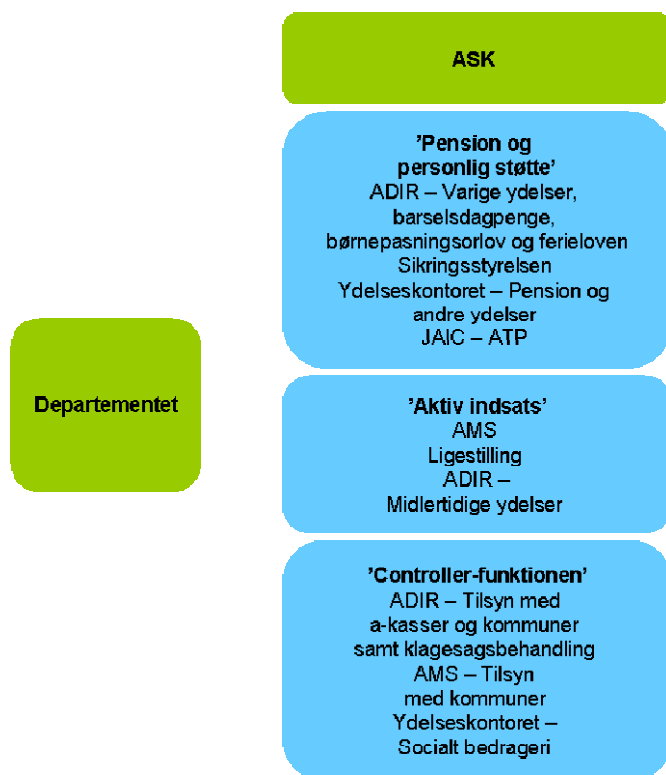 ASK
’Pension og
personlig støtte’
ADIR – Varige ydelser,
barselsdagpenge,
børnepasningsorlov og ferieloven
Sikringsstyrelsen
Ydelseskontoret – Pension og
andre ydelser
JAIC – ATP
Departementet
’Aktiv indsats’
AMS
Ligestilling
ADIR –
Midlertidige ydelser
’Controller-funktionen’
ADIR – Tilsyn med
a-kasser og kommuner
samt klagesagsbehandling
AMS – Tilsyn
med kommuner
Ydelseskontoret –
Socialt bedrageri